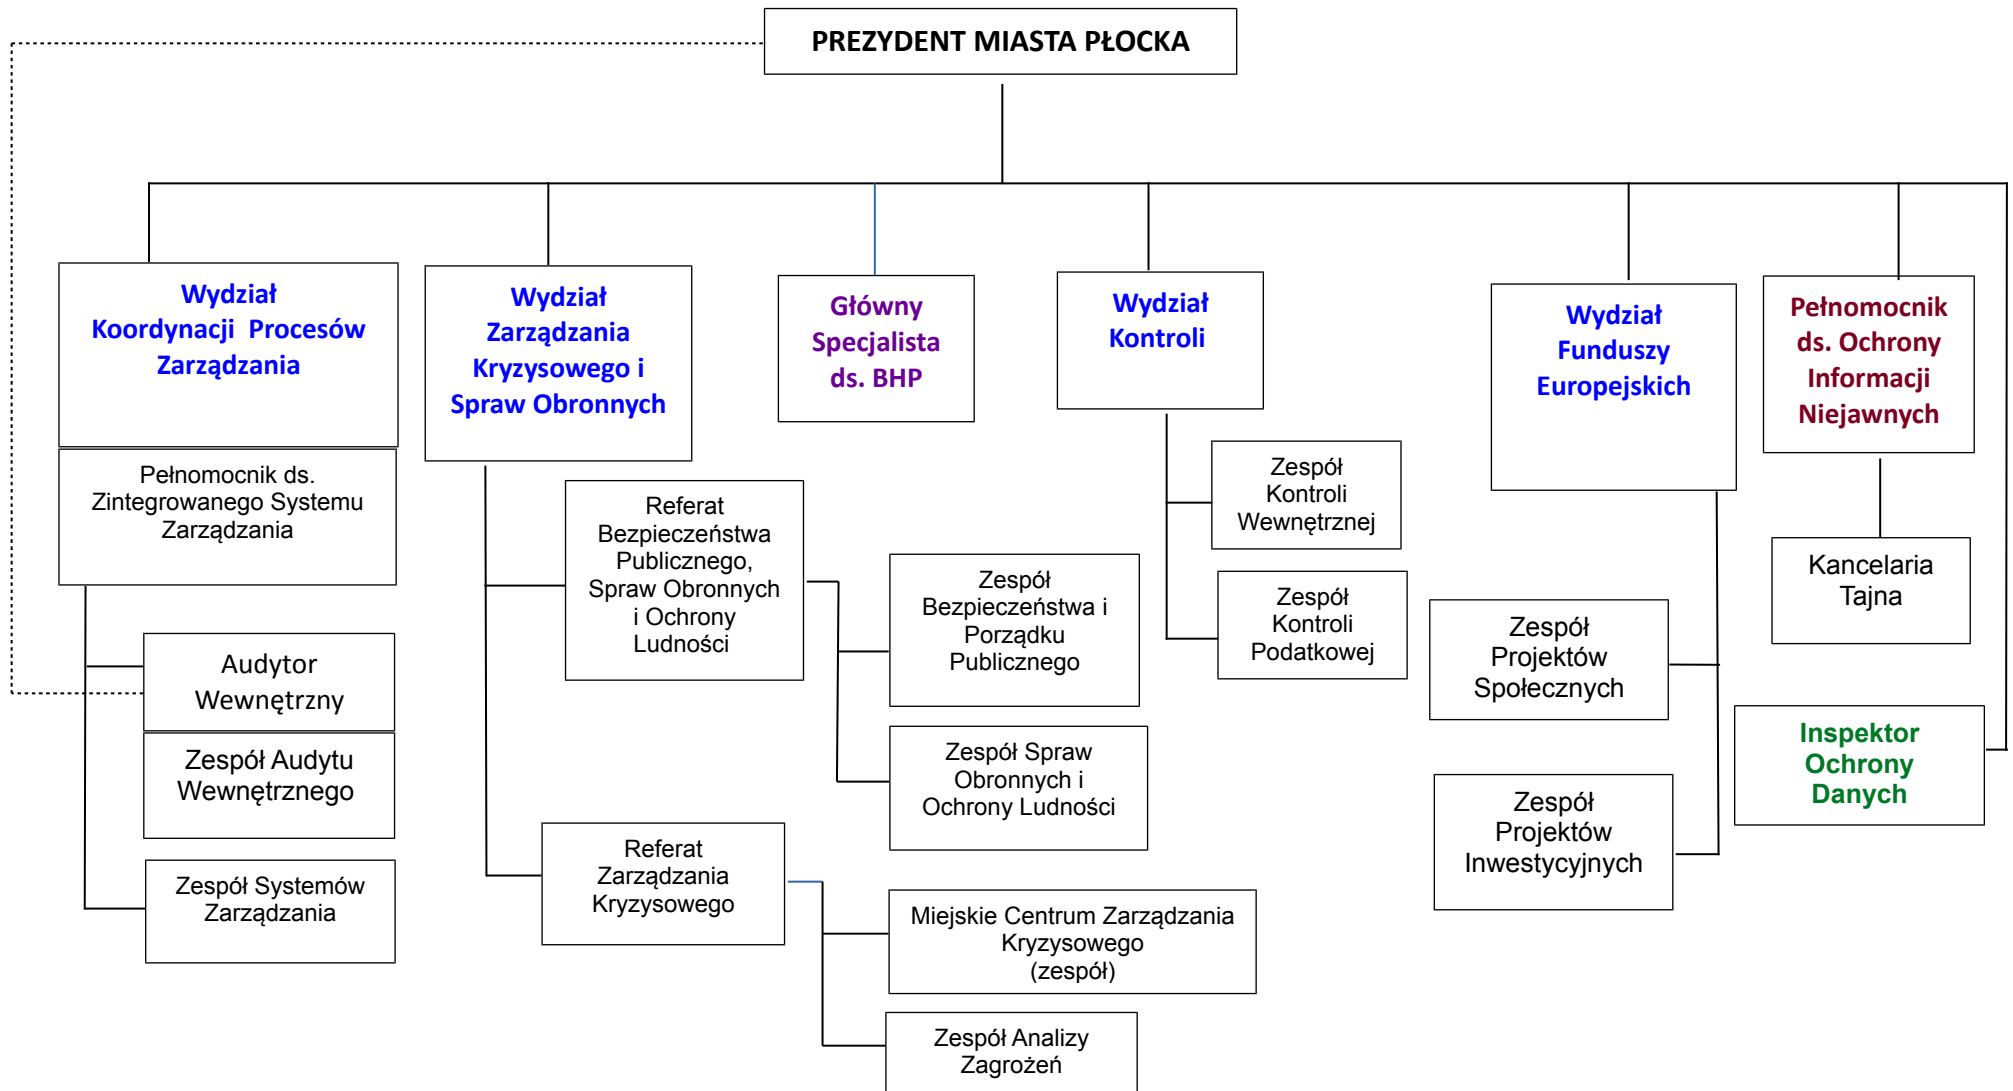 PREZYDENT MIASTA PŁOCKA
Wydział
Koordynacji Procesów
Zarządzania
Pełnomocnik ds.
Zintegrowanego Systemu
Zarządzania
Audytor
Wewnętrzny
Zespół Audytu
Wewnętrznego
Zespół Systemów
Zarządzania
Wydział
Zarządzania
Kryzysowego i
Spraw Obronnych
Referat
Bezpieczeństwa
Publicznego,
Spraw Obronnych
i Ochrony
Ludności
Zespół
Bezpieczeństwa i
Porządku
Publicznego
Zespół Spraw
Obronnych i
Ochrony Ludności
Referat
Zarządzania
Kryzysowego
Miejskie Centrum Zarządzania
Kryzysowego
(zespół)
Zespół Analizy
Zagrożeń
Główny
Specjalista
ds. BHP
Wydział
Kontroli
Zespół
Kontroli
Wewnętrznej
Zespół
Kontroli
Podatkowej
Wydział
Funduszy
Europejskich
Zespół
Projektów
Społecznych
Zespół
Projektów
Inwestycyjnych
Pełnomocnik
ds. Ochrony
Informacji
Niejawnych
Kancelaria
Tajna
Inspektor
Ochrony
Danych